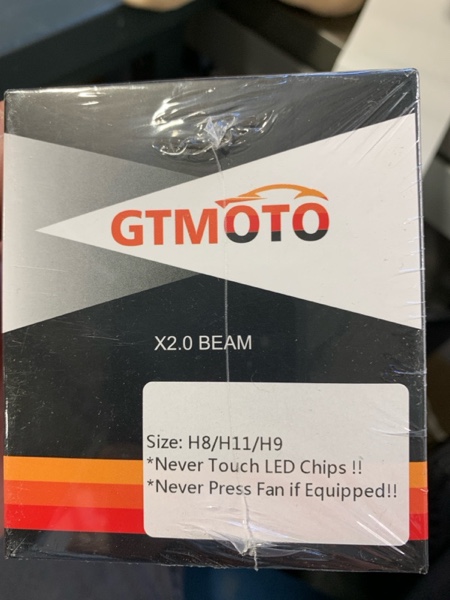 GTMOTO
X2.0 BEAM
Size: H8/H11/H9
*Never Touch LED Chips !!
*Never Press Fan if Equipped!!